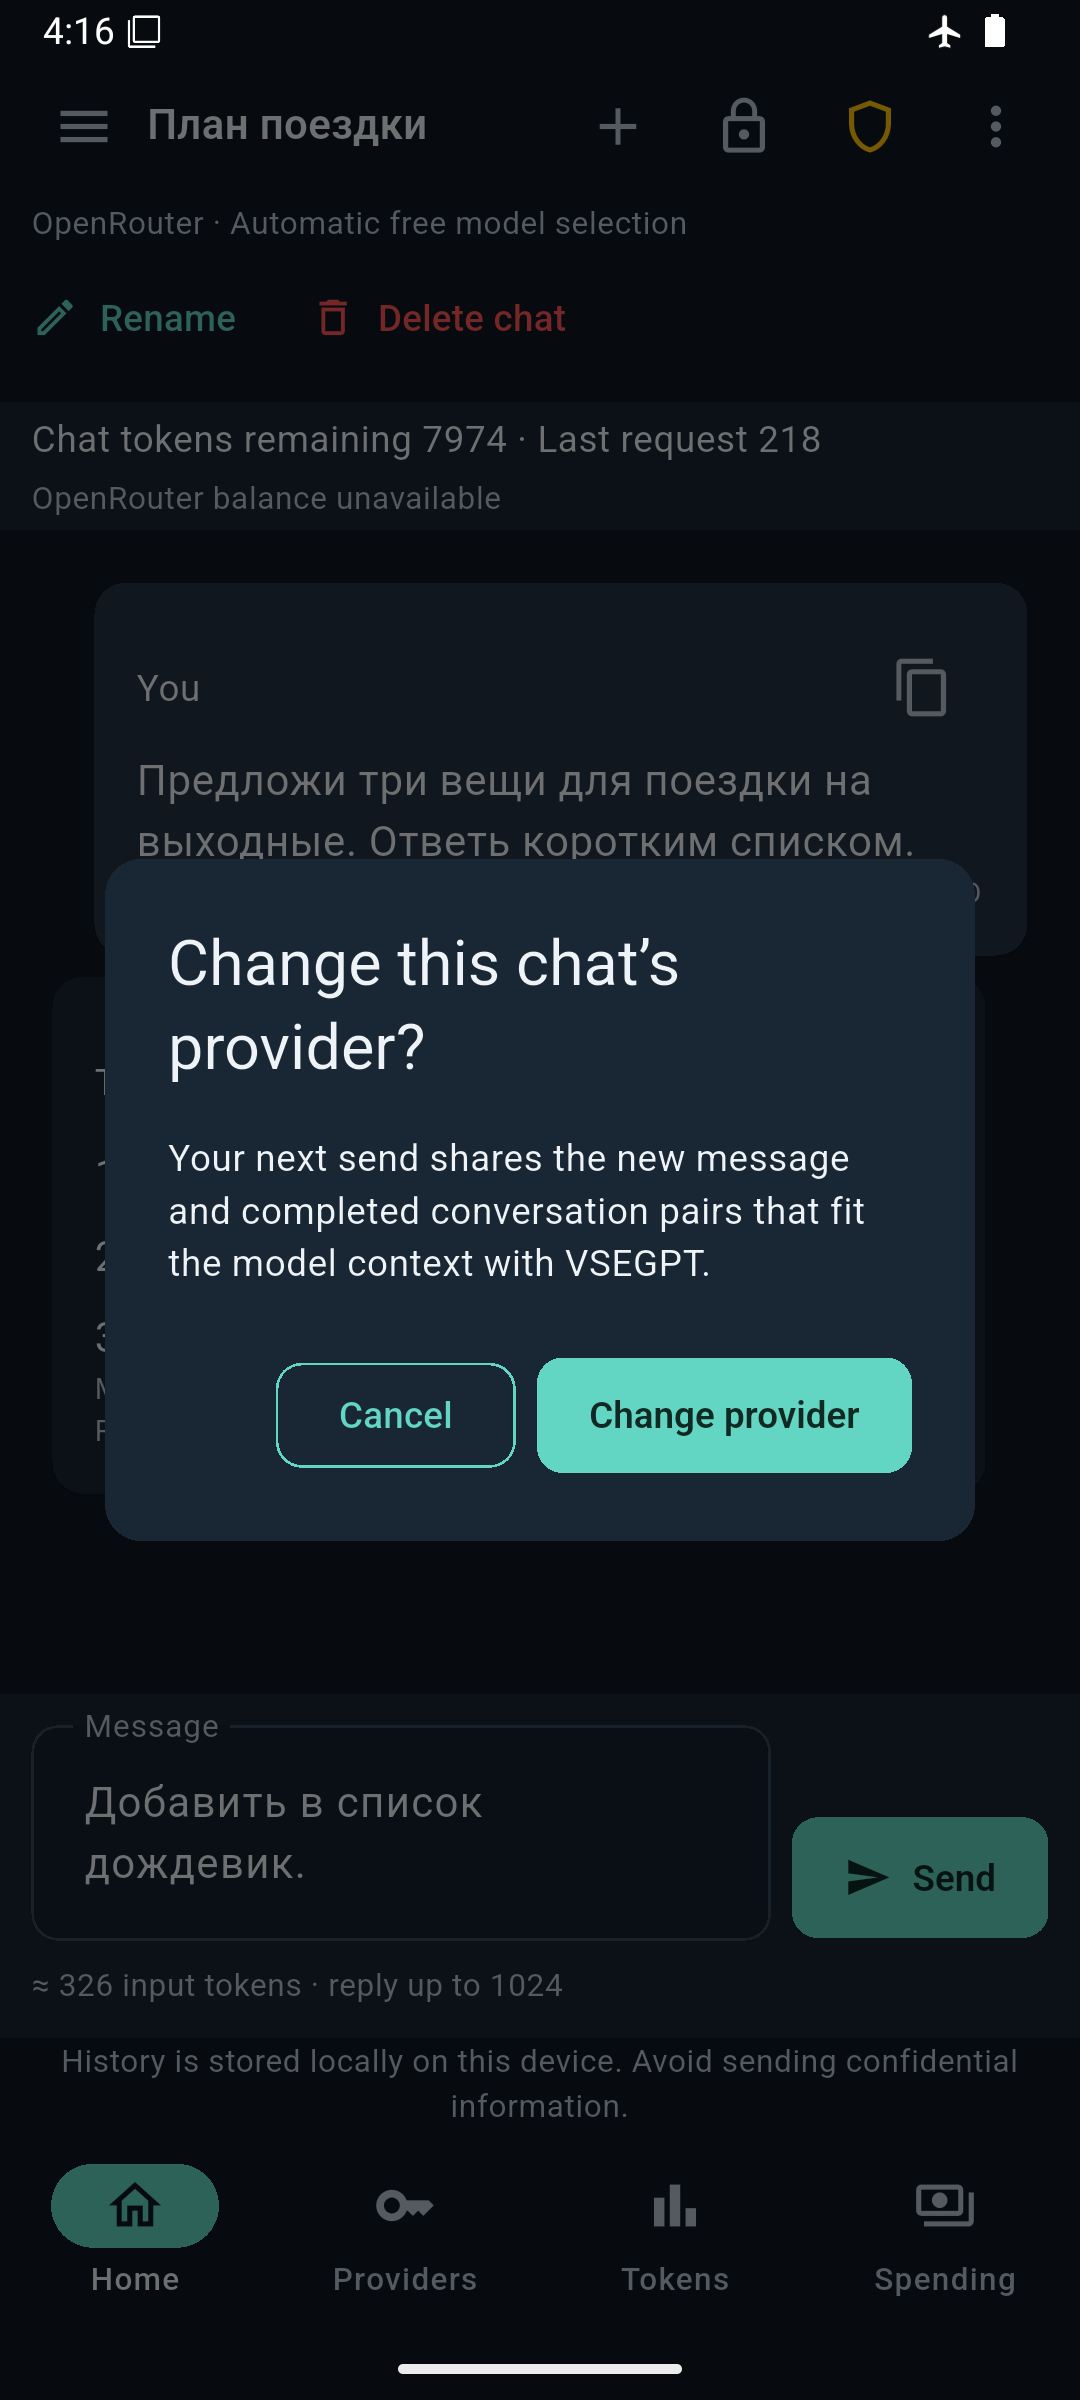 4:16
План поездки
OpenRouter · Automatic free model selection
Rename
Delete chat
Chat tokens remaining 7974 · Last request 218
OpenRouter balance unavailable
You
Предложи три вещи для поездки на
выходные. Ответь коротким списком.
Change this chat’s
provider?
Your next send shares the new message
and completed conversation pairs that fit
the model context with VSEGPT.
Cancel
Change provider
Message
Добавить в список
дождевик.
Send
≈ 326 input tokens · reply up to 1024
History is stored locally on this device. Avoid sending confidential
information.
Home
Providers
Tokens
Spending